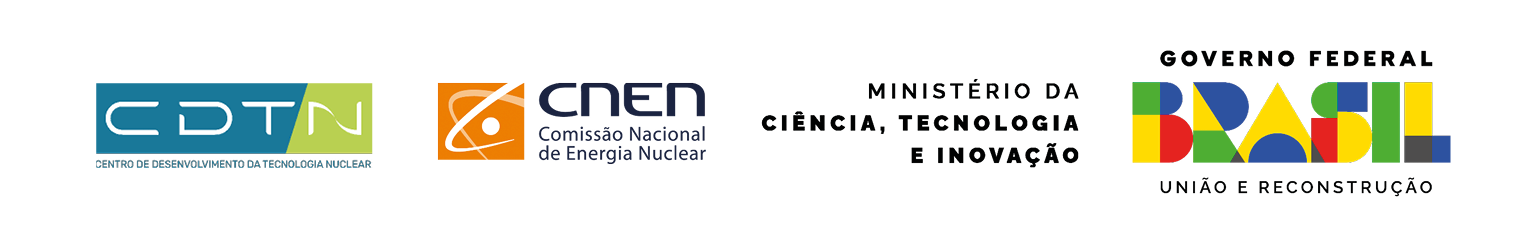 CDTN
CENTRO DE DESENVOLVIMENTO DA TECNOLOGIA NUCLEAR
CNEN
Comissão Nacional
de Energia Nuclear
MINISTÉRIO DA
CIÊNCIA, TECNOLOGIA
E INOVAÇÃO
GOVERNO FEDERAL
BRASIL
UNIÃO E RECONSTRUÇÃO